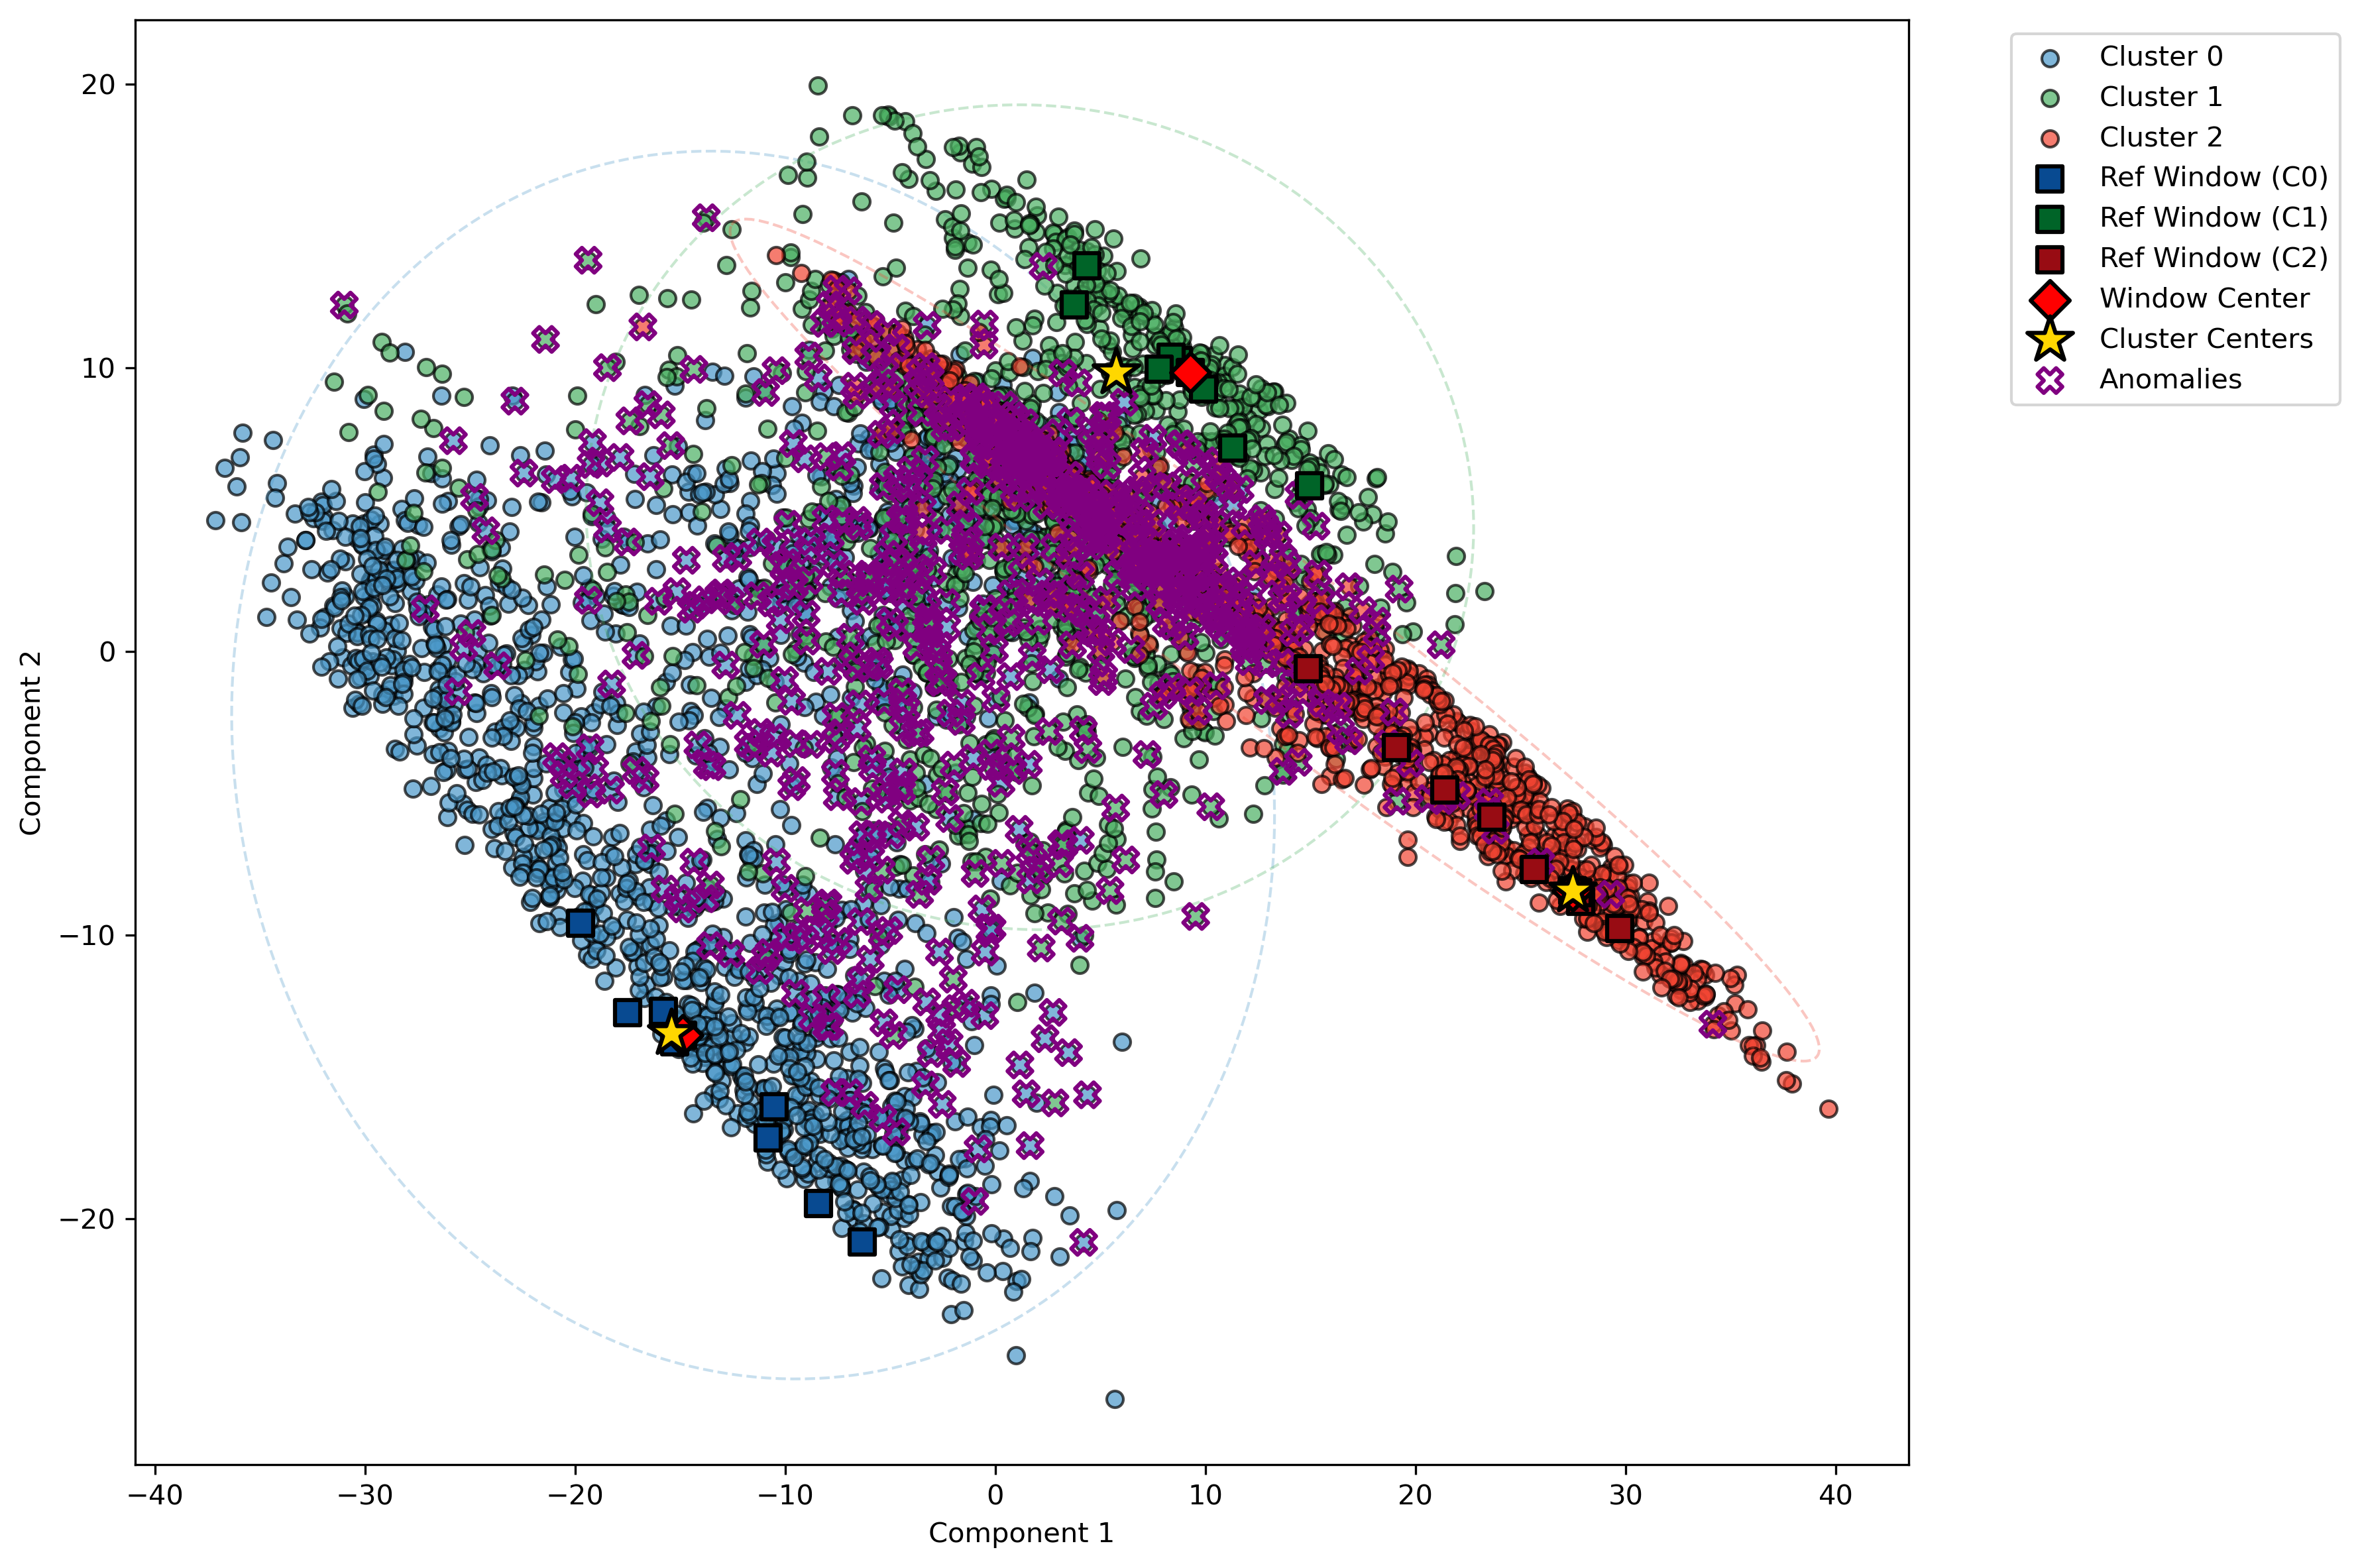 20
10
0
−10
−20
Component 2
−40
−30
−20
−10
0
10
20
30
40
Component 1
Cluster 0
Cluster 1
Cluster 2
Ref Window (C0)
Ref Window (C1)
Ref Window (C2)
Window Center
Cluster Centers
Anomalies